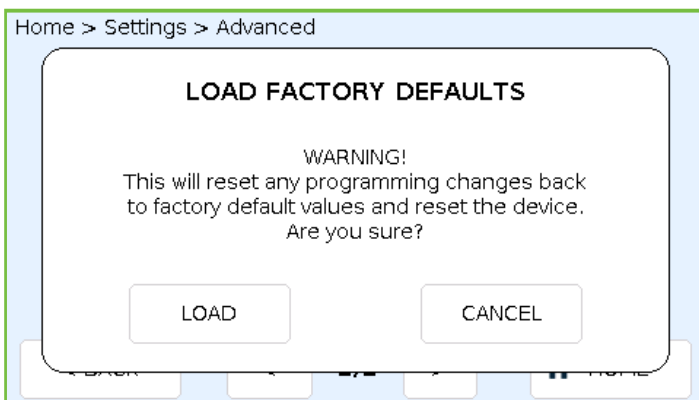 Home > Settings > Advanced
LOAD FACTORY DEFAULTS
WARNING!
This will reset any programming changes back
to factory default values and reset the device.
Are you sure?
LOAD CANCEL